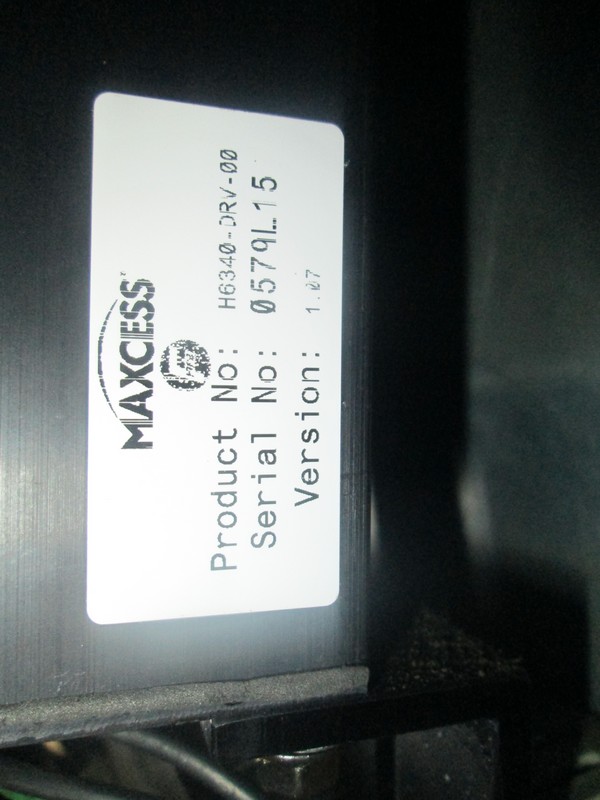 MAXCESS
Product No: H6340-DRV-00
Serial No: 0579L15
Version: 1.07